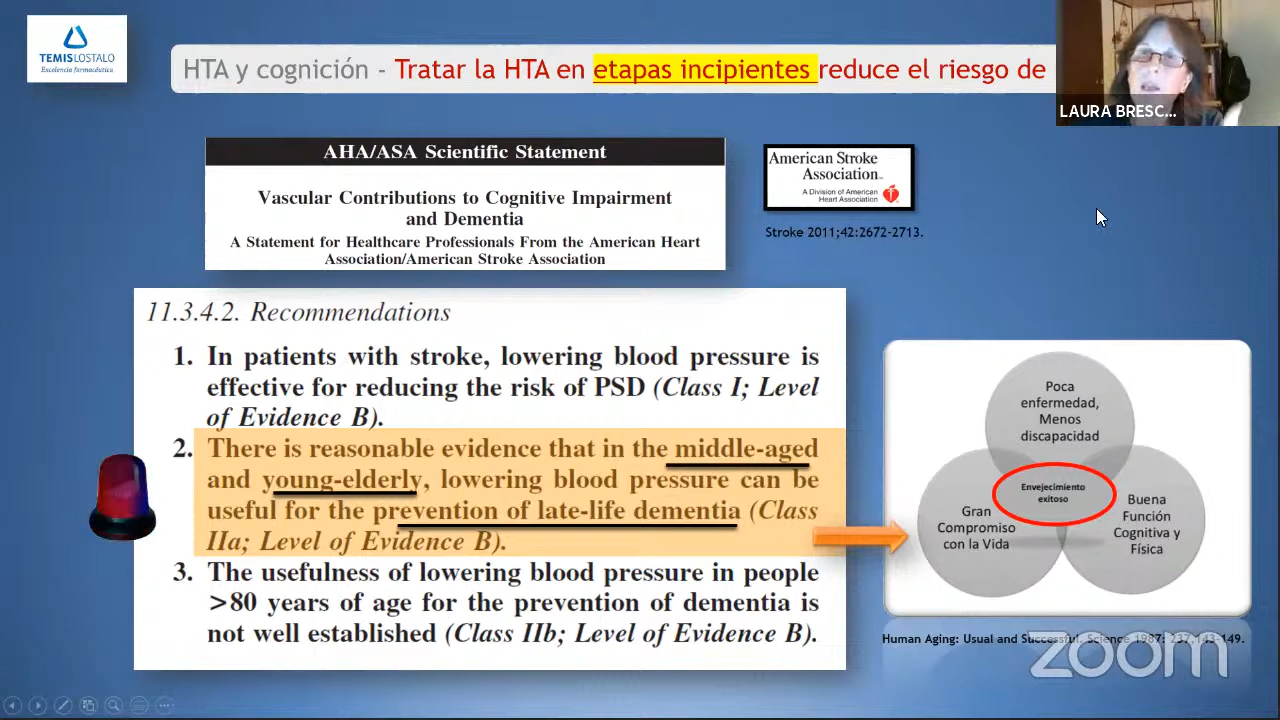 TEMISLOSTALO
Excelencia farmacéutica
HTA y cognición - Tratar la HTA en etapas incipientes reduce el riesgo de
LAURA BRESC...
AHA/ASA Scientific Statement
Vascular Contributions to Cognitive Impairment
and Dementia
A Statement for Healthcare Professionals From the American Heart
Association/American Stroke Association
American Stroke
Association
A Division of American
Heart Association
Stroke 2011;42:2672-2713.
11.3.4.2. Recommendations
1. In patients with stroke, lowering blood pressure is
effective for reducing the risk of PSD (Class I; Level
of Evidence B).
2. There is reasonable evidence that in the middle-aged
and young-elderly, lowering blood pressure can be
useful for the prevention of late-life dementia (Class
IIa; Level of Evidence B).
3. The usefulness of lowering blood pressure in people
>80 years of age for the prevention of dementia is
not well established (Class IIb; Level of Evidence B).
Poca
enfermedad,
Menos
discapacidad
Envejecimiento
exitoso
Gran
Compromiso
con la Vida
Buena
Función
Cognitiva y
Física
Human Aging: Usual and Successful. Science 1987: 237:143-149.
zoom